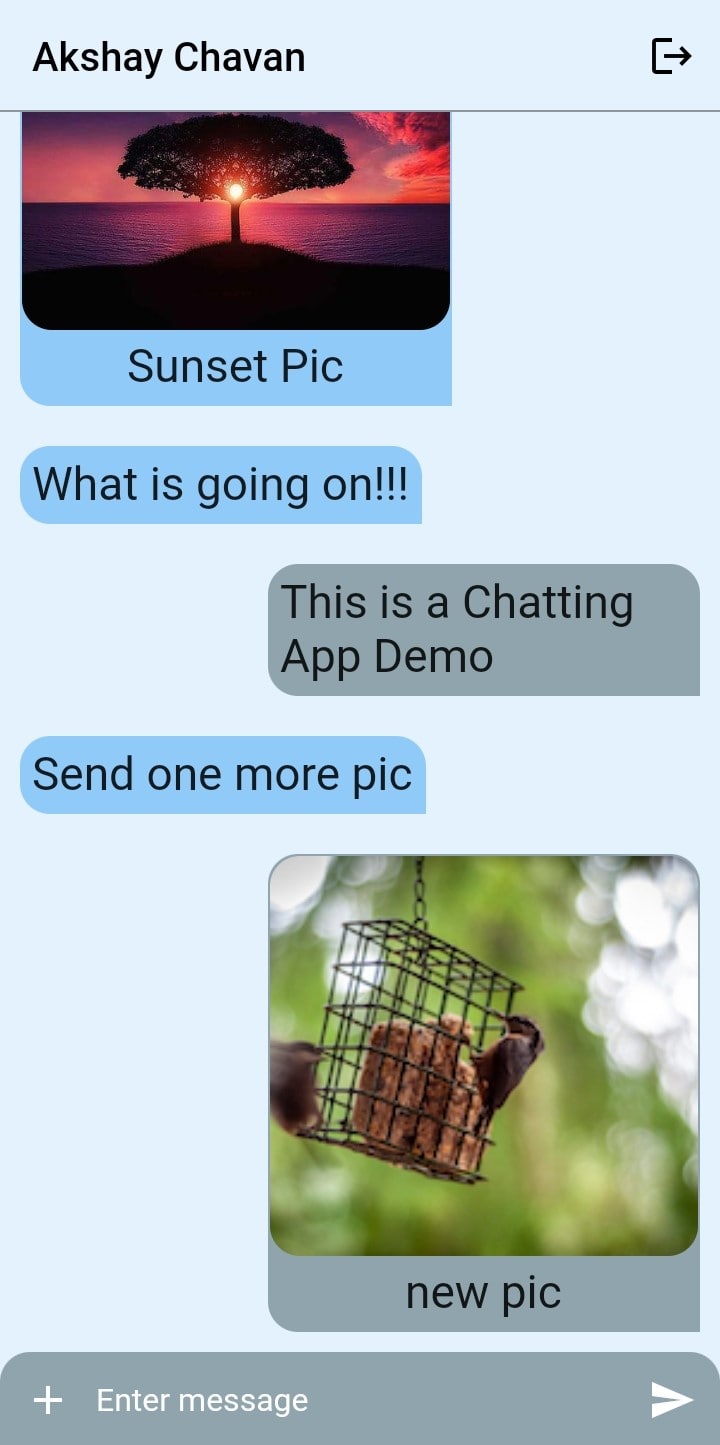 Akshay Chavan
Sunset Pic
What is going on!!!
This is a Chatting
App Demo
Send one more pic
new pic
Enter message